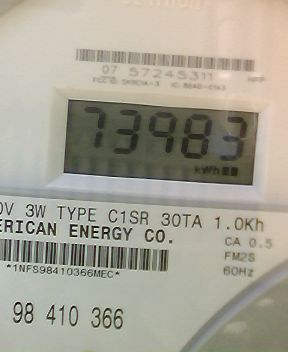 07 57245311
73983
kWh
0V 3W TYPE C1SR 30TA 1.0Kh
ERICAN ENERGY CO.
CA 0.5
FM2S
60Hz
*1NFS98410366MEC*
98 410 366